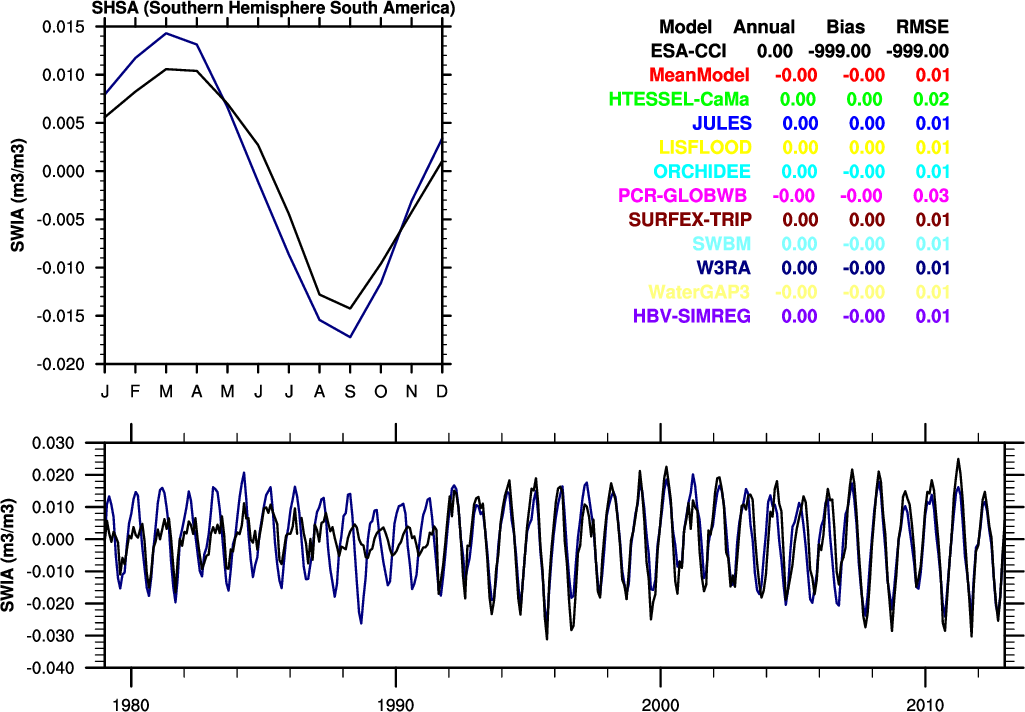 SHSA (Southern Hemisphere South America)
0.015
0.010
0.005
0.000
-0.005
-0.010
-0.015
-0.020
SWIA (m3/m3)
J F M A M J J A S O N D
Model Annual Bias RMSE
ESA-CCI 0.00 -999.00 -999.00
MeanModel -0.00 -0.00 0.01
HTESSEL-CaMa 0.00 0.00 0.02
JULES 0.00 0.00 0.01
LISFLOOD 0.00 0.00 0.01
ORCHIDEE 0.00 -0.00 0.01
PCR-GLOBWB -0.00 -0.00 0.03
SURFEX-TRIP 0.00 0.00 0.01
SWBM 0.00 -0.00 0.01
W3RA 0.00 -0.00 0.01
WaterGAP3 -0.00 -0.00 0.01
HBV-SIMREG 0.00 -0.00 0.01
0.030
0.020
0.010
0.000
-0.010
-0.020
-0.030
-0.040
SWIA (m3/m3)
1980 1990 2000 2010